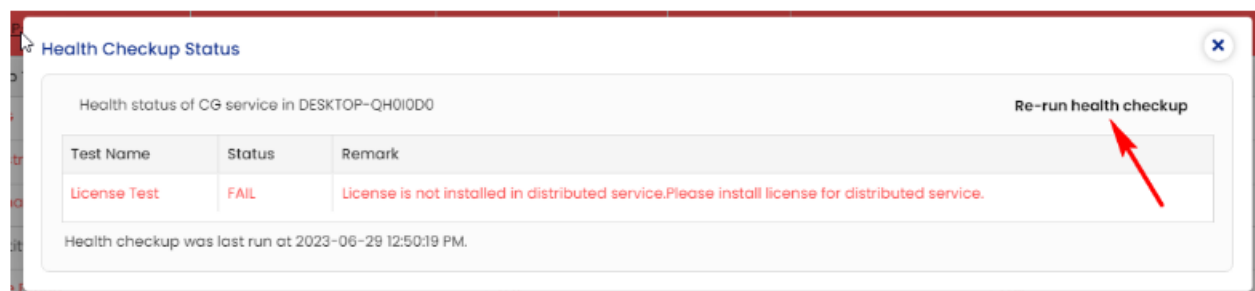 Health Checkup Status
Health status of CG service in DESKTOP-QH0I0D0
Re-run health checkup
Test Name Status Remark
License Test FAIL License is not installed in distributed service.Please install license for distributed service.
Health checkup was last run at 2023-06-29 12:50:19 PM.